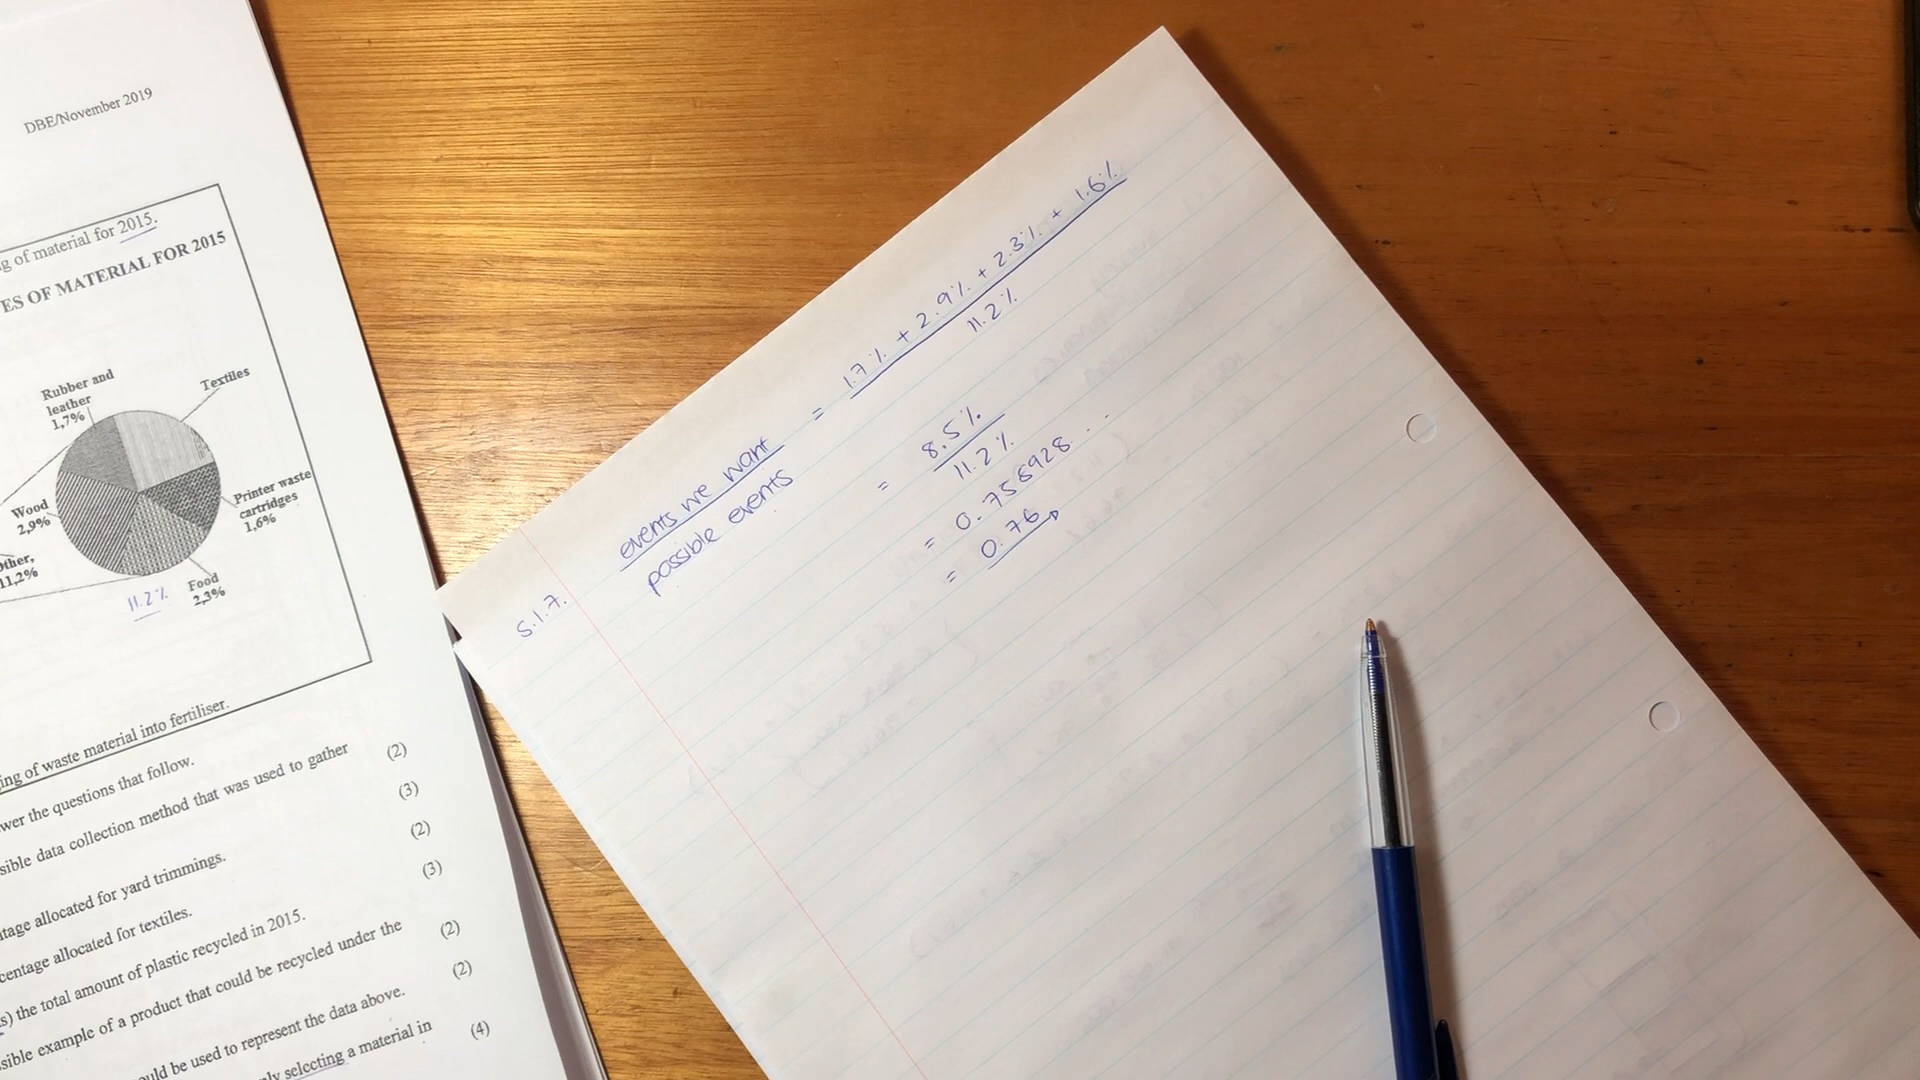 DBE/November 2019
g of material for 2015.
ES OF MATERIAL FOR 2015
Rubber and
leather
1,7%
Textiles
Wood
2,9%
Printer waste
cartridges
1,6%
ther,
11,2%
Food
2,3%
11.2%
ing of waste material into fertiliser.
wer the questions that follow.
sible data collection method that was used to gather (2)
(3)
tage allocated for yard trimmings. (2)
centage allocated for textiles. (3)
s) the total amount of plastic recycled in 2015.
sible example of a product that could be recycled under the (2)
ould be used to represent the data above. (2)
ly selecting a material in (4)
5.1.7.
events we want = 1.7% + 2.9% + 2.3% + 1.6%
possible events 11.2%
= 8.5%
11.2%
= 0.758928..
= 0.76